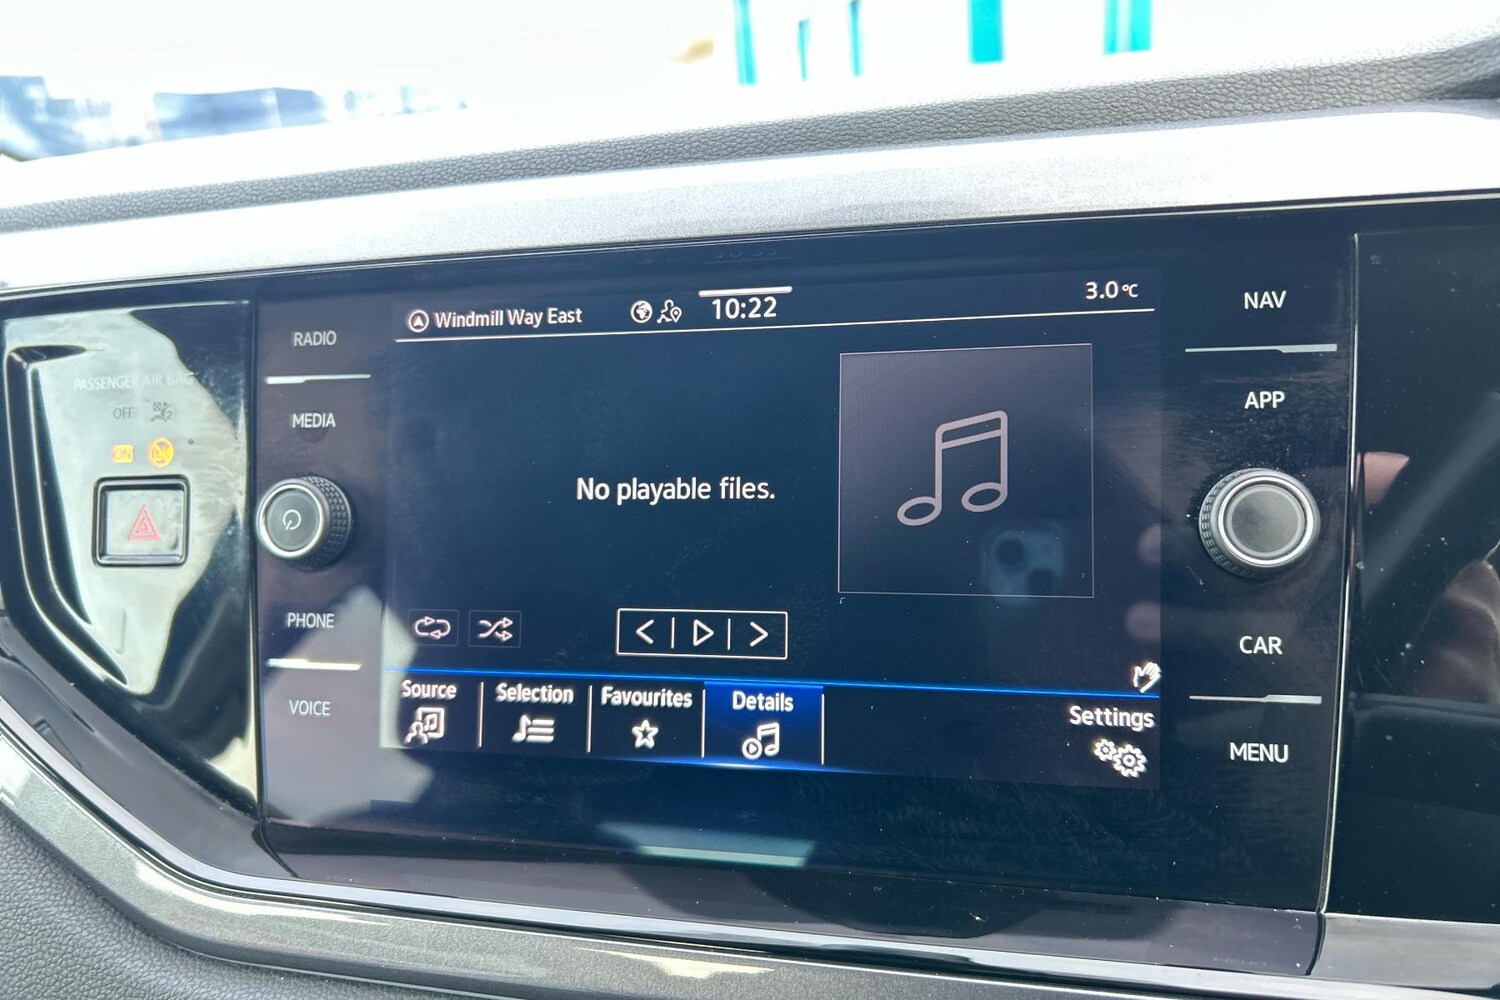 Windmill Way East
10:22
3.0 °C
RADIO
MEDIA
PHONE
VOICE
PASSENGER AIR BAG
OFF
ON
No playable files.
Source
Selection
Favourites
Details
Settings
NAV
APP
CAR
MENU